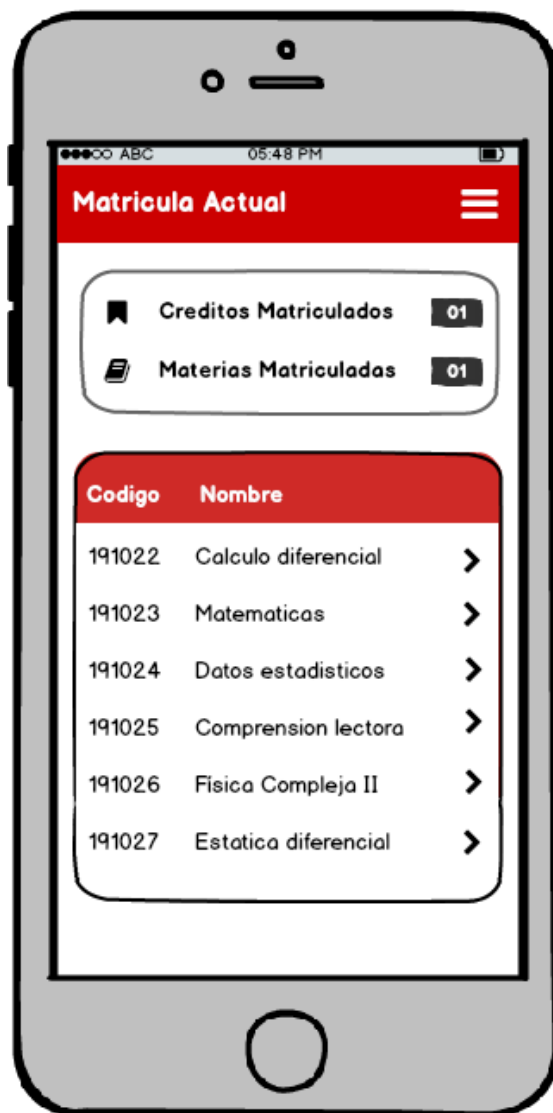 ABC 05:48 PM
Matricula Actual
Creditos Matriculados 01
Materias Matriculadas 01
Codigo Nombre
191022 Calculo diferencial
191023 Matematicas
191024 Datos estadisticos
191025 Comprension lectora
191026 Física Compleja II
191027 Estatica diferencial